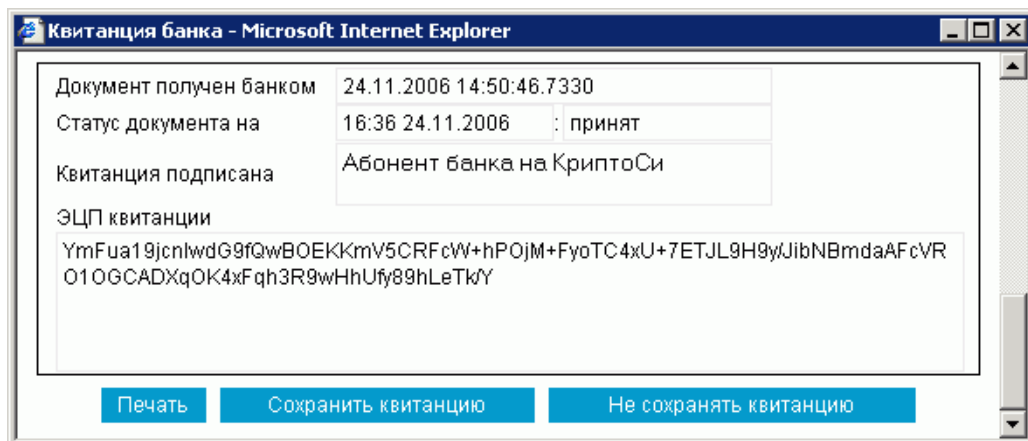 Квитанция банка - Microsoft Internet Explorer
Документ получен банком 24.11.2006 14:50:46.7330
Статус документа на 16:36 24.11.2006 : принят
Квитанция подписана Абонент банка на КриптоСи
ЭЦП квитанции
YmFua19jcnlwdG9fQwBOEKKmV5CRFcW+hPOjM+FyoTC4xU+7ETJL9H9y/JibNBmdaAFcVR
O1OGCADXqOK4xFqh3R9wHhUfy89hLeTk/Y
Печать Сохранить квитанцию Не сохранять квитанцию